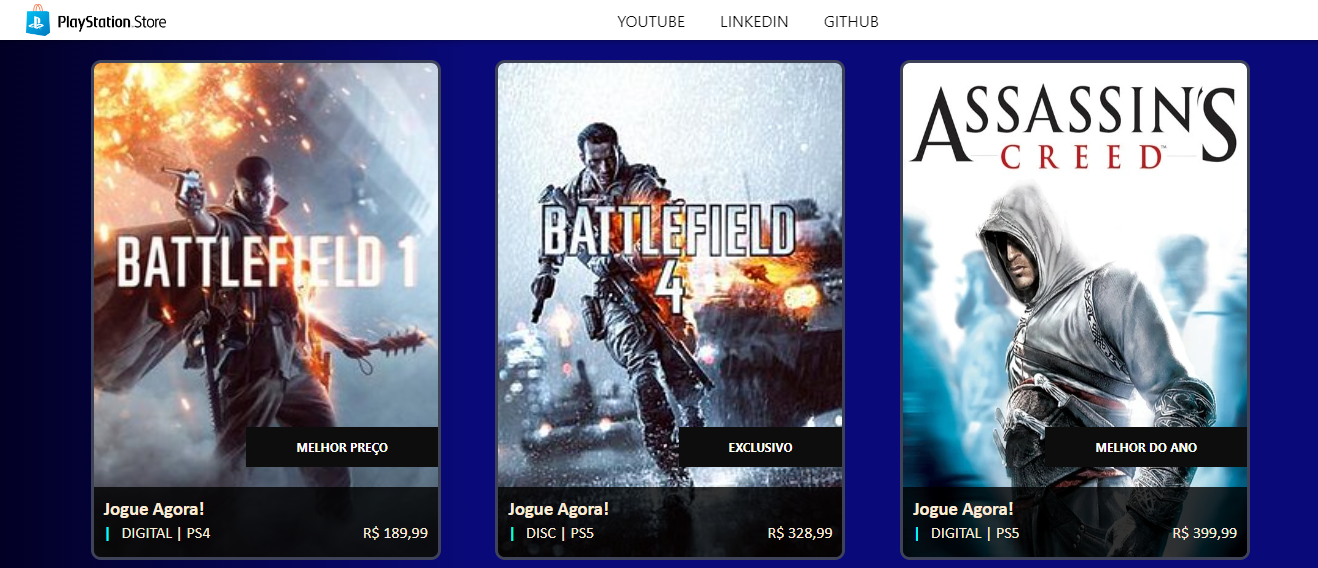 PlayStation.Store
YOUTUBE LINKEDIN GITHUB
BATTLEFIELD 1
MELHOR PREÇO
Jogue Agora!
| DIGITAL | PS4 R$ 189,99
BATTLEFIELD
4
EXCLUSIVO
Jogue Agora!
| DISC | PS5 R$ 328,99
ASSASSIN'S
CREED™
MELHOR DO ANO
Jogue Agora!
| DIGITAL | PS5 R$ 399,99